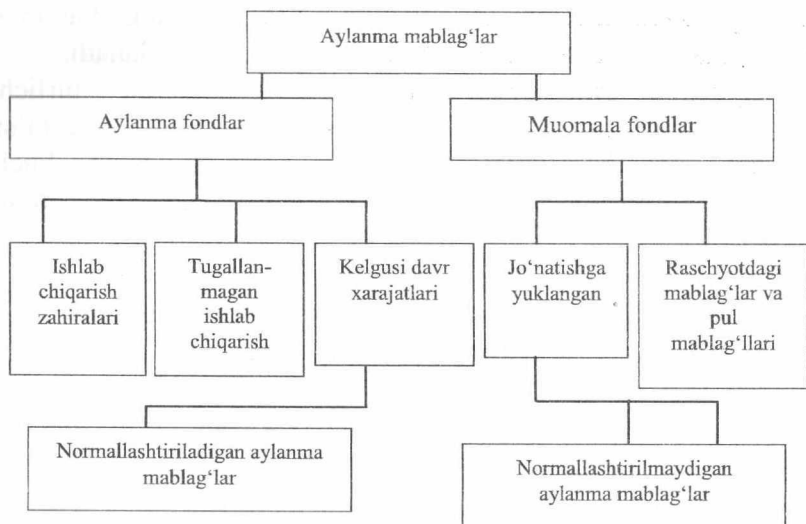 Aylanma mablag‘lar
Aylanma fondlar
Muomala fondlar
Ishlab
chiqarish
zahiralari
Tugallan-
magan
ishlab
chiqarish
Kelgusi davr
xarajatlari
Jo‘natishga
yuklangan
Raschyotdagi
mablag‘lar va
pul
mablag‘llari
Normallashtiriladigan aylanma
mablag‘lar
Normallashtirilmaydigan
aylanma mablag‘lar